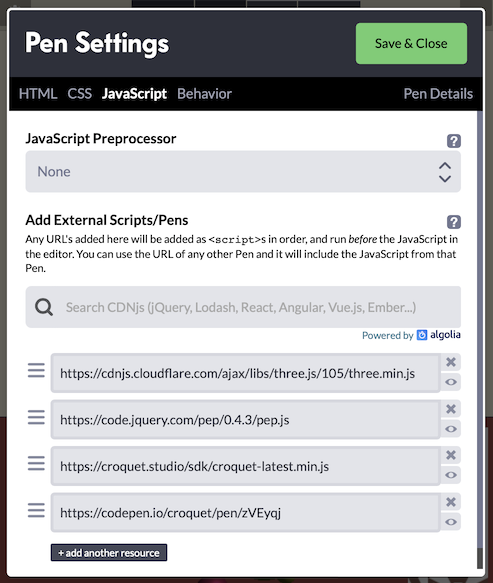 Pen Settings
Save & Close
HTML CSS JavaScript Behavior Pen Details
JavaScript Preprocessor ?
None
Add External Scripts/Pens ?
Any URL's added here will be added as <script>s in order, and run before the JavaScript in
the editor. You can use the URL of any other Pen and it will include the JavaScript from that
Pen.
Search CDNjs (jQuery, Lodash, React, Angular, Vue.js, Ember...)
Powered by algolia
https://cdnjs.cloudflare.com/ajax/libs/three.js/105/three.min.js
https://code.jquery.com/pep/0.4.3/pep.js
https://croquet.studio/sdk/croquet-latest.min.js
https://codepen.io/croquet/pen/zVEyqj
+ add another resource